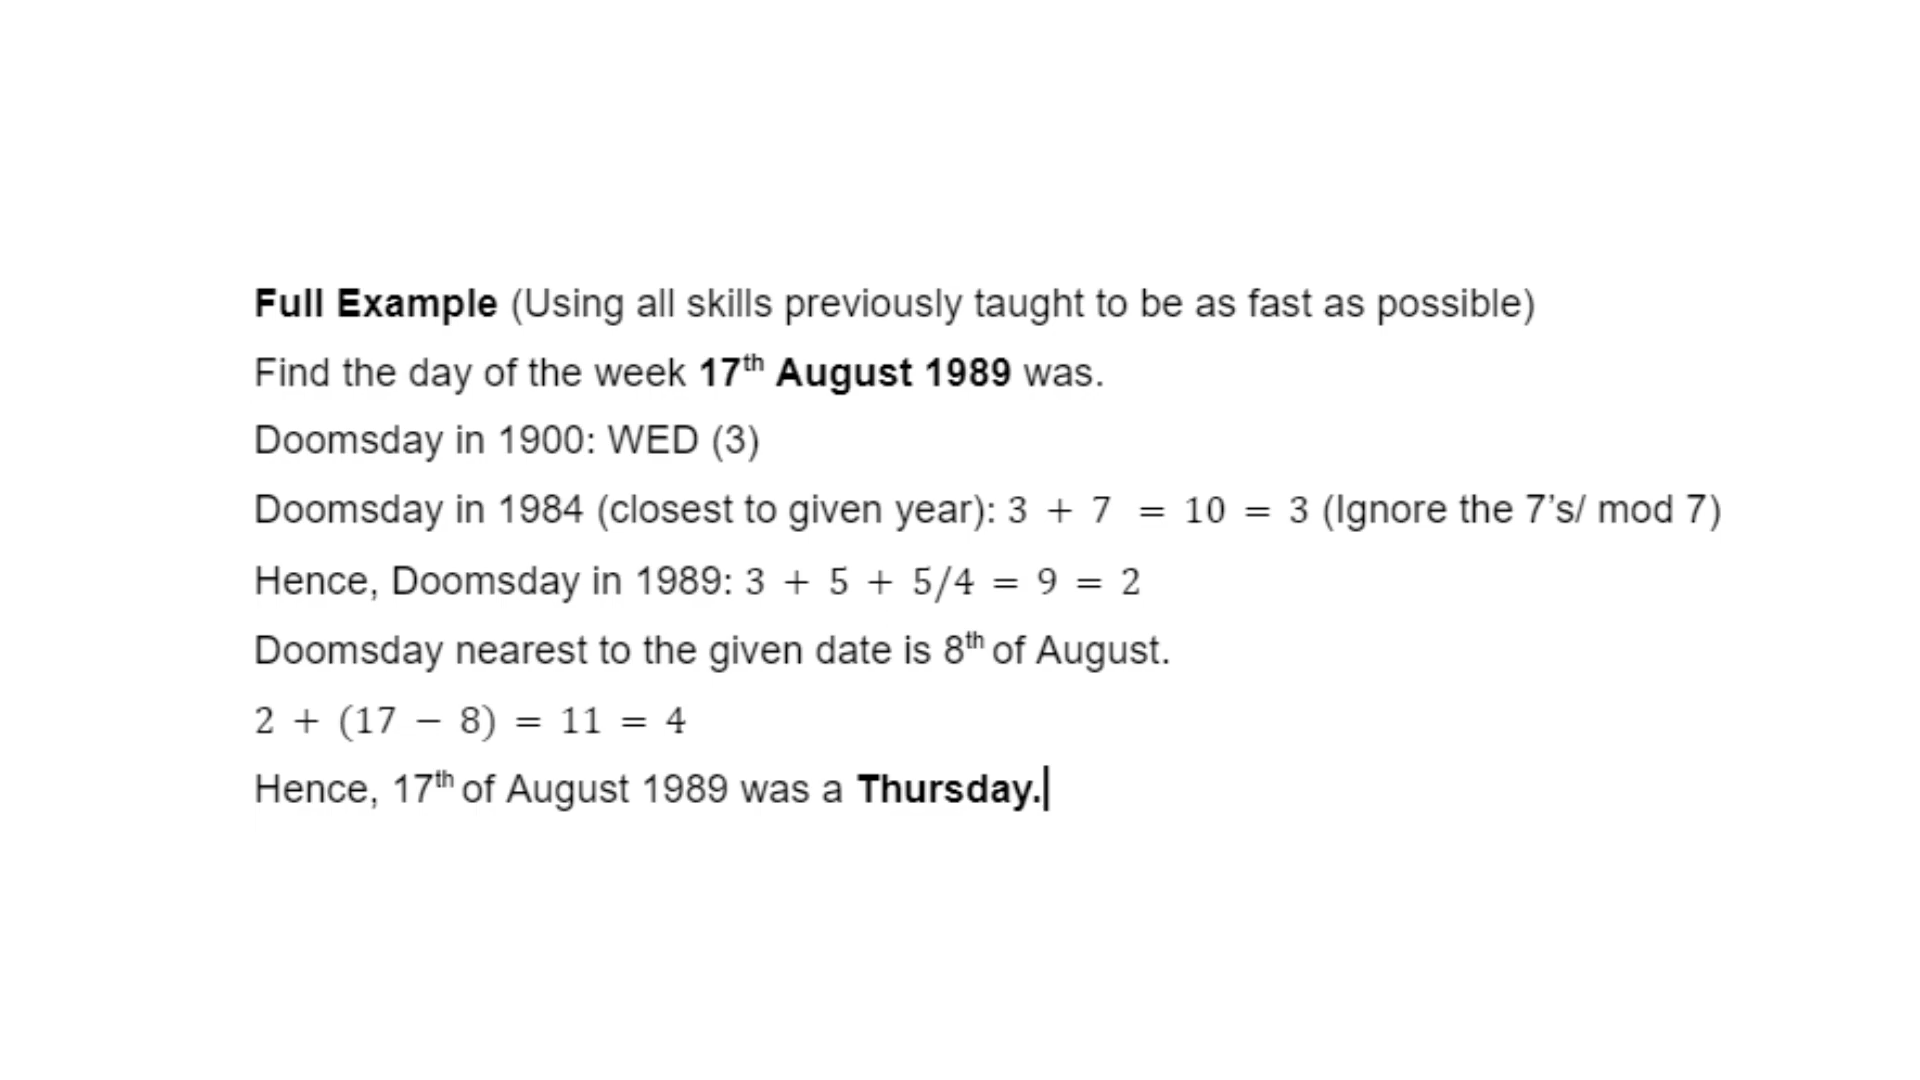 Full Example (Using all skills previously taught to be as fast as possible)
Find the day of the week 17th August 1989 was.
Doomsday in 1900: WED (3)
Doomsday in 1984 (closest to given year): 3 + 7 = 10 = 3 (Ignore the 7's/ mod 7)
Hence, Doomsday in 1989: 3 + 5 + 5/4 = 9 = 2
Doomsday nearest to the given date is 8th of August.
2 + (17 − 8) = 11 = 4
Hence, 17th of August 1989 was a Thursday.